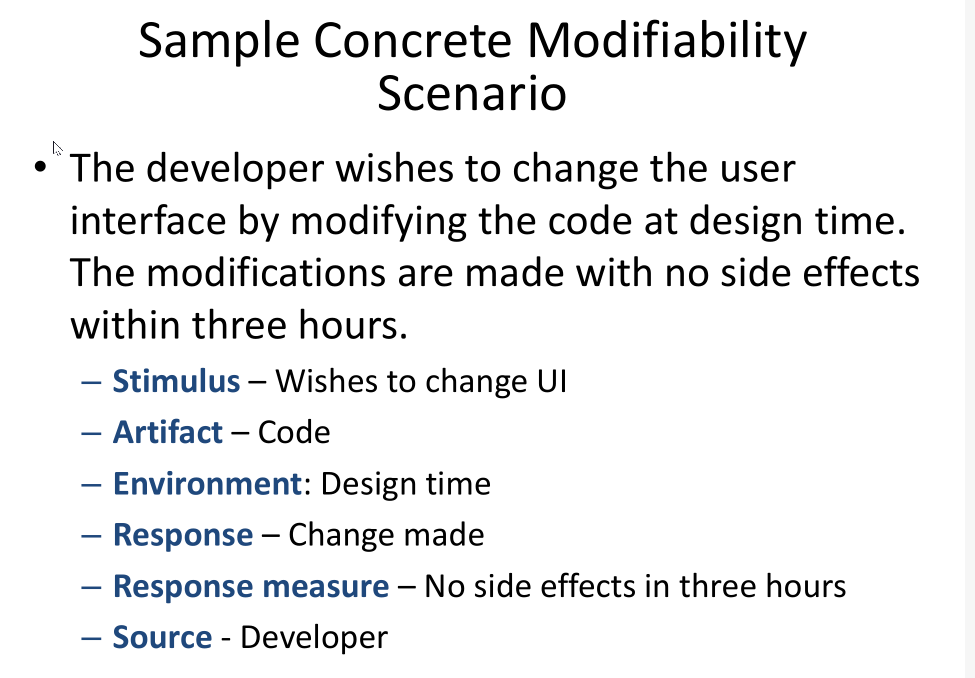 Sample Concrete Modifiability
Scenario
• The developer wishes to change the user
interface by modifying the code at design time.
The modifications are made with no side effects
within three hours.
– Stimulus – Wishes to change UI
– Artifact – Code
– Environment: Design time
– Response – Change made
– Response measure – No side effects in three hours
– Source - Developer